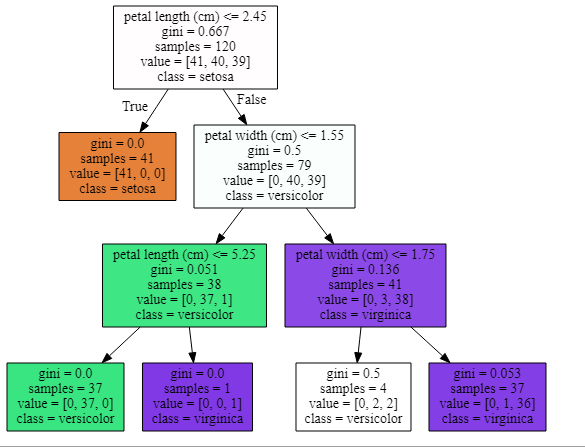 petal length (cm) <= 2.45
gini = 0.667
samples = 120
value = [41, 40, 39]
class = setosa
True
False
gini = 0.0
samples = 41
value = [41, 0, 0]
class = setosa
petal width (cm) <= 1.55
gini = 0.5
samples = 79
value = [0, 40, 39]
class = versicolor
petal length (cm) <= 5.25
gini = 0.051
samples = 38
value = [0, 37, 1]
class = versicolor
petal width (cm) <= 1.75
gini = 0.136
samples = 41
value = [0, 3, 38]
class = virginica
gini = 0.0
samples = 37
value = [0, 37, 0]
class = versicolor
gini = 0.0
samples = 1
value = [0, 0, 1]
class = virginica
gini = 0.5
samples = 4
value = [0, 2, 2]
class = versicolor
gini = 0.053
samples = 37
value = [0, 1, 36]
class = virginica